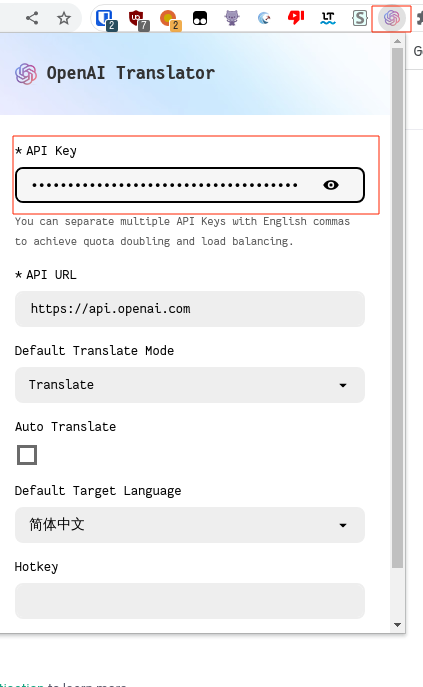 2
7
2
LT
S
G
OpenAI Translator
* API Key
••••••••••••••••••••••••••••••••••••
You can separate multiple API Keys with English commas
to achieve quota doubling and load balancing.
* API URL
https://api.openai.com
Default Translate Mode
Translate
Auto Translate
Default Target Language
简体中文
Hotkey
to learn more